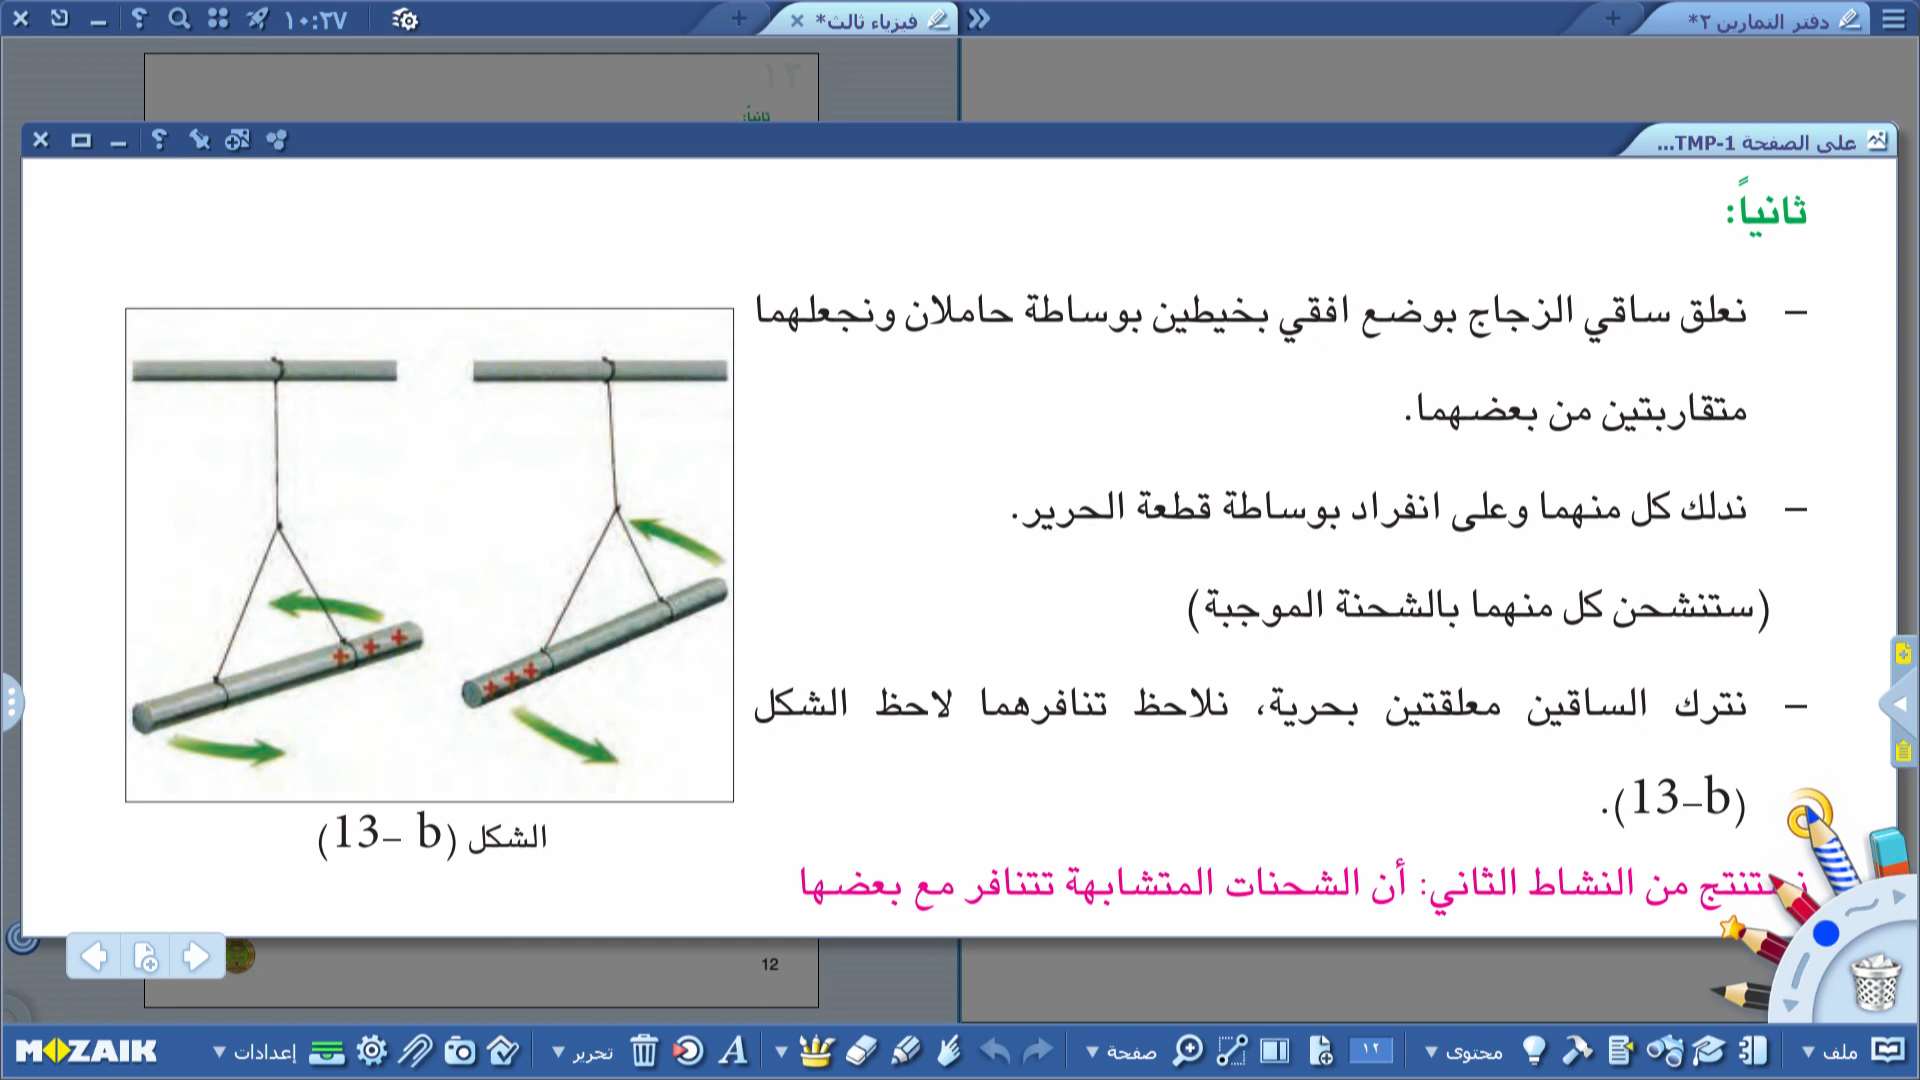 دفتر التمارين ٢*
فيزياء ثالث*
١٠:٣٧
١٢
ثانياً:
على الصفحة TMP-1...
ثانياً:
– نعلق ساقي الزجاج بوضع افقي بخيطين بوساطة حاملان ونجعلهما
متقاربتين من بعضهما.
– ندلك كل منهما وعلى انفراد بوساطة قطعة الحرير.
(ستنشحن كل منهما بالشحنة الموجبة)
– نترك الساقين معلقتين بحرية، نلاحظ تنافرهما لاحظ الشكل
(13–b).
الشكل (13– b)
نستنتج من النشاط الثاني: أن الشحنات المتشابهة تتنافر مع بعضها
12
ملف
محتوى
١٢
صفحة
تحرير
إعدادات
MOZAIK